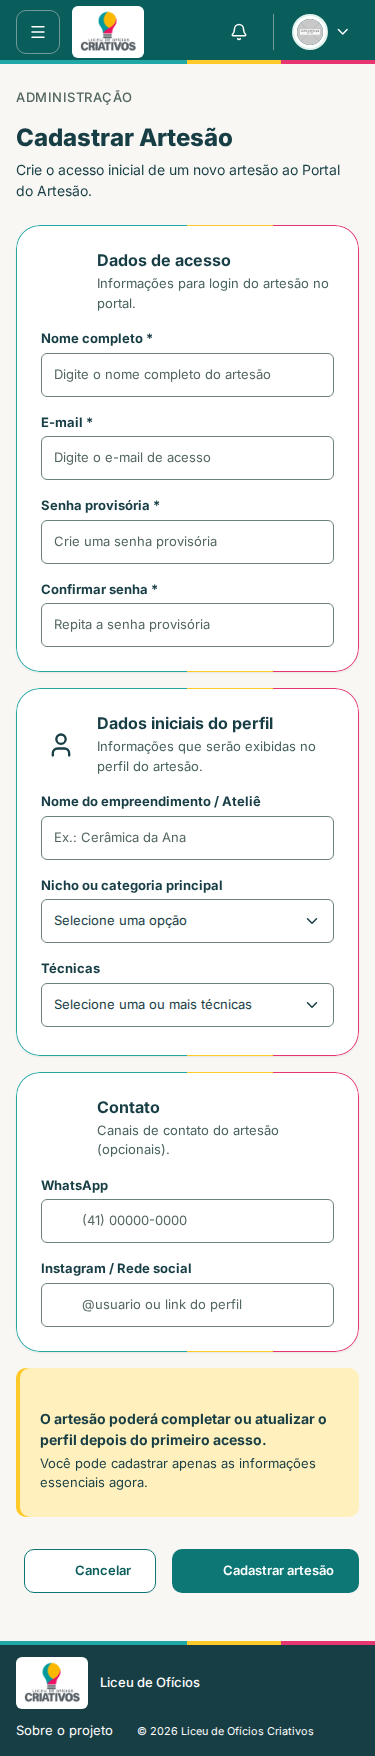 LICEU DE OFÍCIOS
CRIATIVOS
ADMINISTRAÇÃO
Cadastrar Artesão
Crie o acesso inicial de um novo artesão ao Portal
do Artesão.
Dados de acesso
Informações para login do artesão no
portal.
Nome completo *
Digite o nome completo do artesão
E-mail *
Digite o e-mail de acesso
Senha provisória *
Crie uma senha provisória
Confirmar senha *
Repita a senha provisória
Dados iniciais do perfil
Informações que serão exibidas no
perfil do artesão.
Nome do empreendimento / Ateliê
Ex.: Cerâmica da Ana
Nicho ou categoria principal
Selecione uma opção
Técnicas
Selecione uma ou mais técnicas
Contato
Canais de contato do artesão
(opcionais).
WhatsApp
(41) 00000-0000
Instagram / Rede social
@usuario ou link do perfil
O artesão poderá completar ou atualizar o
perfil depois do primeiro acesso.
Você pode cadastrar apenas as informações
essenciais agora.
Cancelar
Cadastrar artesão
LICEU DE OFÍCIOS
CRIATIVOS
Liceu de Ofícios
Sobre o projeto
© 2026 Liceu de Ofícios Criativos